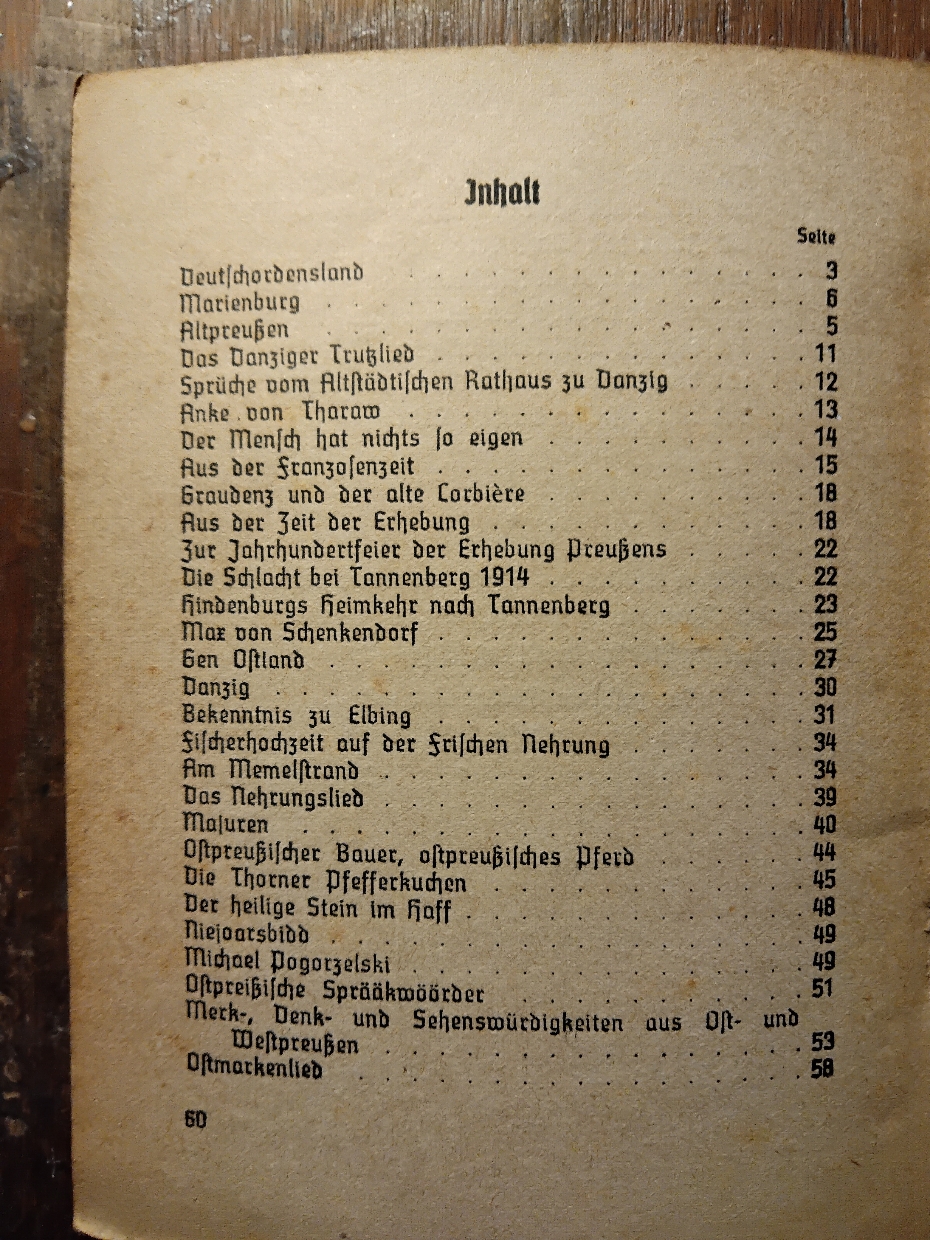 Inhalt
Seite
Deutschordensland . . . . . . . . . . . . . . . 3
Marienburg . . . . . . . . . . . . . . . . . . 6
Altpreußen . . . . . . . . . . . . . . . . . . 5
Das Danziger Trutzlied . . . . . . . . . . . . . . 11
Sprüche vom Altstädtischen Rathaus zu Danzig . . . . . 12
Anke von Tharaw . . . . . . . . . . . . . . . 13
Der Mensch hat nichts so eigen . . . . . . . . . . 14
Aus der Franzosenzeit . . . . . . . . . . . . . . 15
Graudenz und der alte Corbière . . . . . . . . . . 18
Aus der Zeit der Erhebung . . . . . . . . . . . . 18
Zur Jahrhundertfeier der Erhebung Preußens . . . . . 22
Die Schlacht bei Tannenberg 1914 . . . . . . . . . . 22
Hindenburgs Heimkehr nach Tannenberg . . . . . . . 23
Max von Schenkendorf . . . . . . . . . . . . . . 25
Gen Ostland . . . . . . . . . . . . . . . . . . 27
Danzig . . . . . . . . . . . . . . . . . . . . 30
Bekenntnis zu Elbing . . . . . . . . . . . . . . 31
Fischerhochzeit auf der Frischen Nehrung . . . . . . . 34
Am Memelstrand . . . . . . . . . . . . . . . . 34
Das Nehrungslied . . . . . . . . . . . . . . . . 39
Masuren . . . . . . . . . . . . . . . . . . . 40
Ostpreußischer Bauer, ostpreußisches Pferd . . . . . . 44
Die Thorner Pfefferkuchen . . . . . . . . . . . . 45
Der heilige Stein im Haff . . . . . . . . . . . . . 48
Niejoarsbidd . . . . . . . . . . . . . . . . . . 49
Michael Pogorzelski . . . . . . . . . . . . . . . 49
Ostpreißische Sprääkwöörder . . . . . . . . . . . 51
Merk-, Denk- und Sehenswürdigkeiten aus Ost- und
Westpreußen . . . . . . . . . . . . . . . . 53
Ostmarkenlied . . . . . . . . . . . . . . . . . 58
60